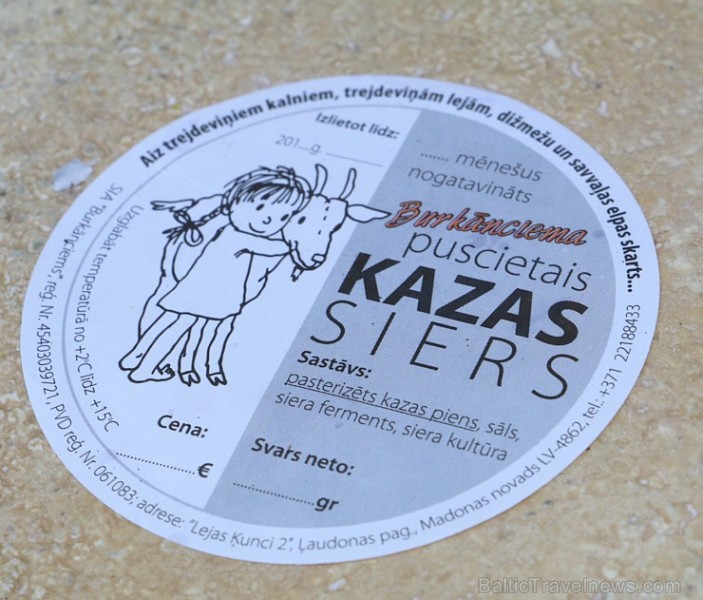 Aiz trejdeviņiem kalniem, trejdeviņām lejām, dižmežu un savvaļas elpas skarts...
Izlietot līdz:
201...g.
....... mēnešus
nogatavināts
Burkānciema
puscietais
KAZAS
SIERS
Sastāvs:
pasterizēts kazas piens, sāls,
siera ferments, siera kultūra
Cena:
€
Svars neto:
gr
Uzglabāt temperatūrā no +2°C līdz +15°C
SIA "Burkānciems", reģ. Nr. 45403039721, PVD reģ. Nr. 061083; adrese: "Lejas Ķunci 2", Ļaudonas pag., Madonas novads LV-4862, tel.: +371 22188433
BalticTravelnews.com